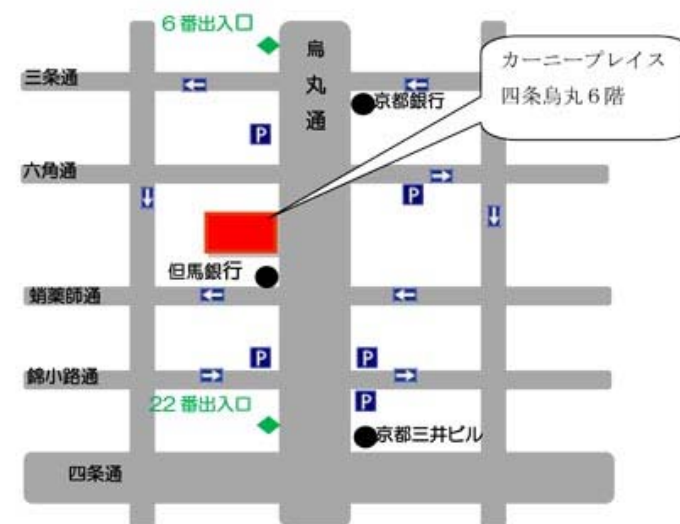 6番出入口
烏丸通
カーニープレイス
四条烏丸6階
三条通
京都銀行
P
六角通
P
但馬銀行
蛸薬師通
P
P
錦小路通
P
22番出入口
京都三井ビル
四条通